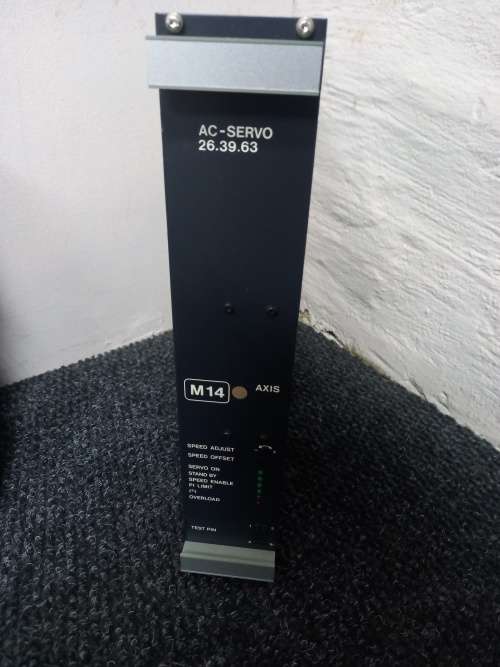 AC-SERVO
26.39.63
M14 AXIS
SPEED ADJUST
SPEED OFFSET
SERVO ON
STAND BY
SPEED ENABLE
PI LIMIT
I²t
OVERLOAD
TEST PIN